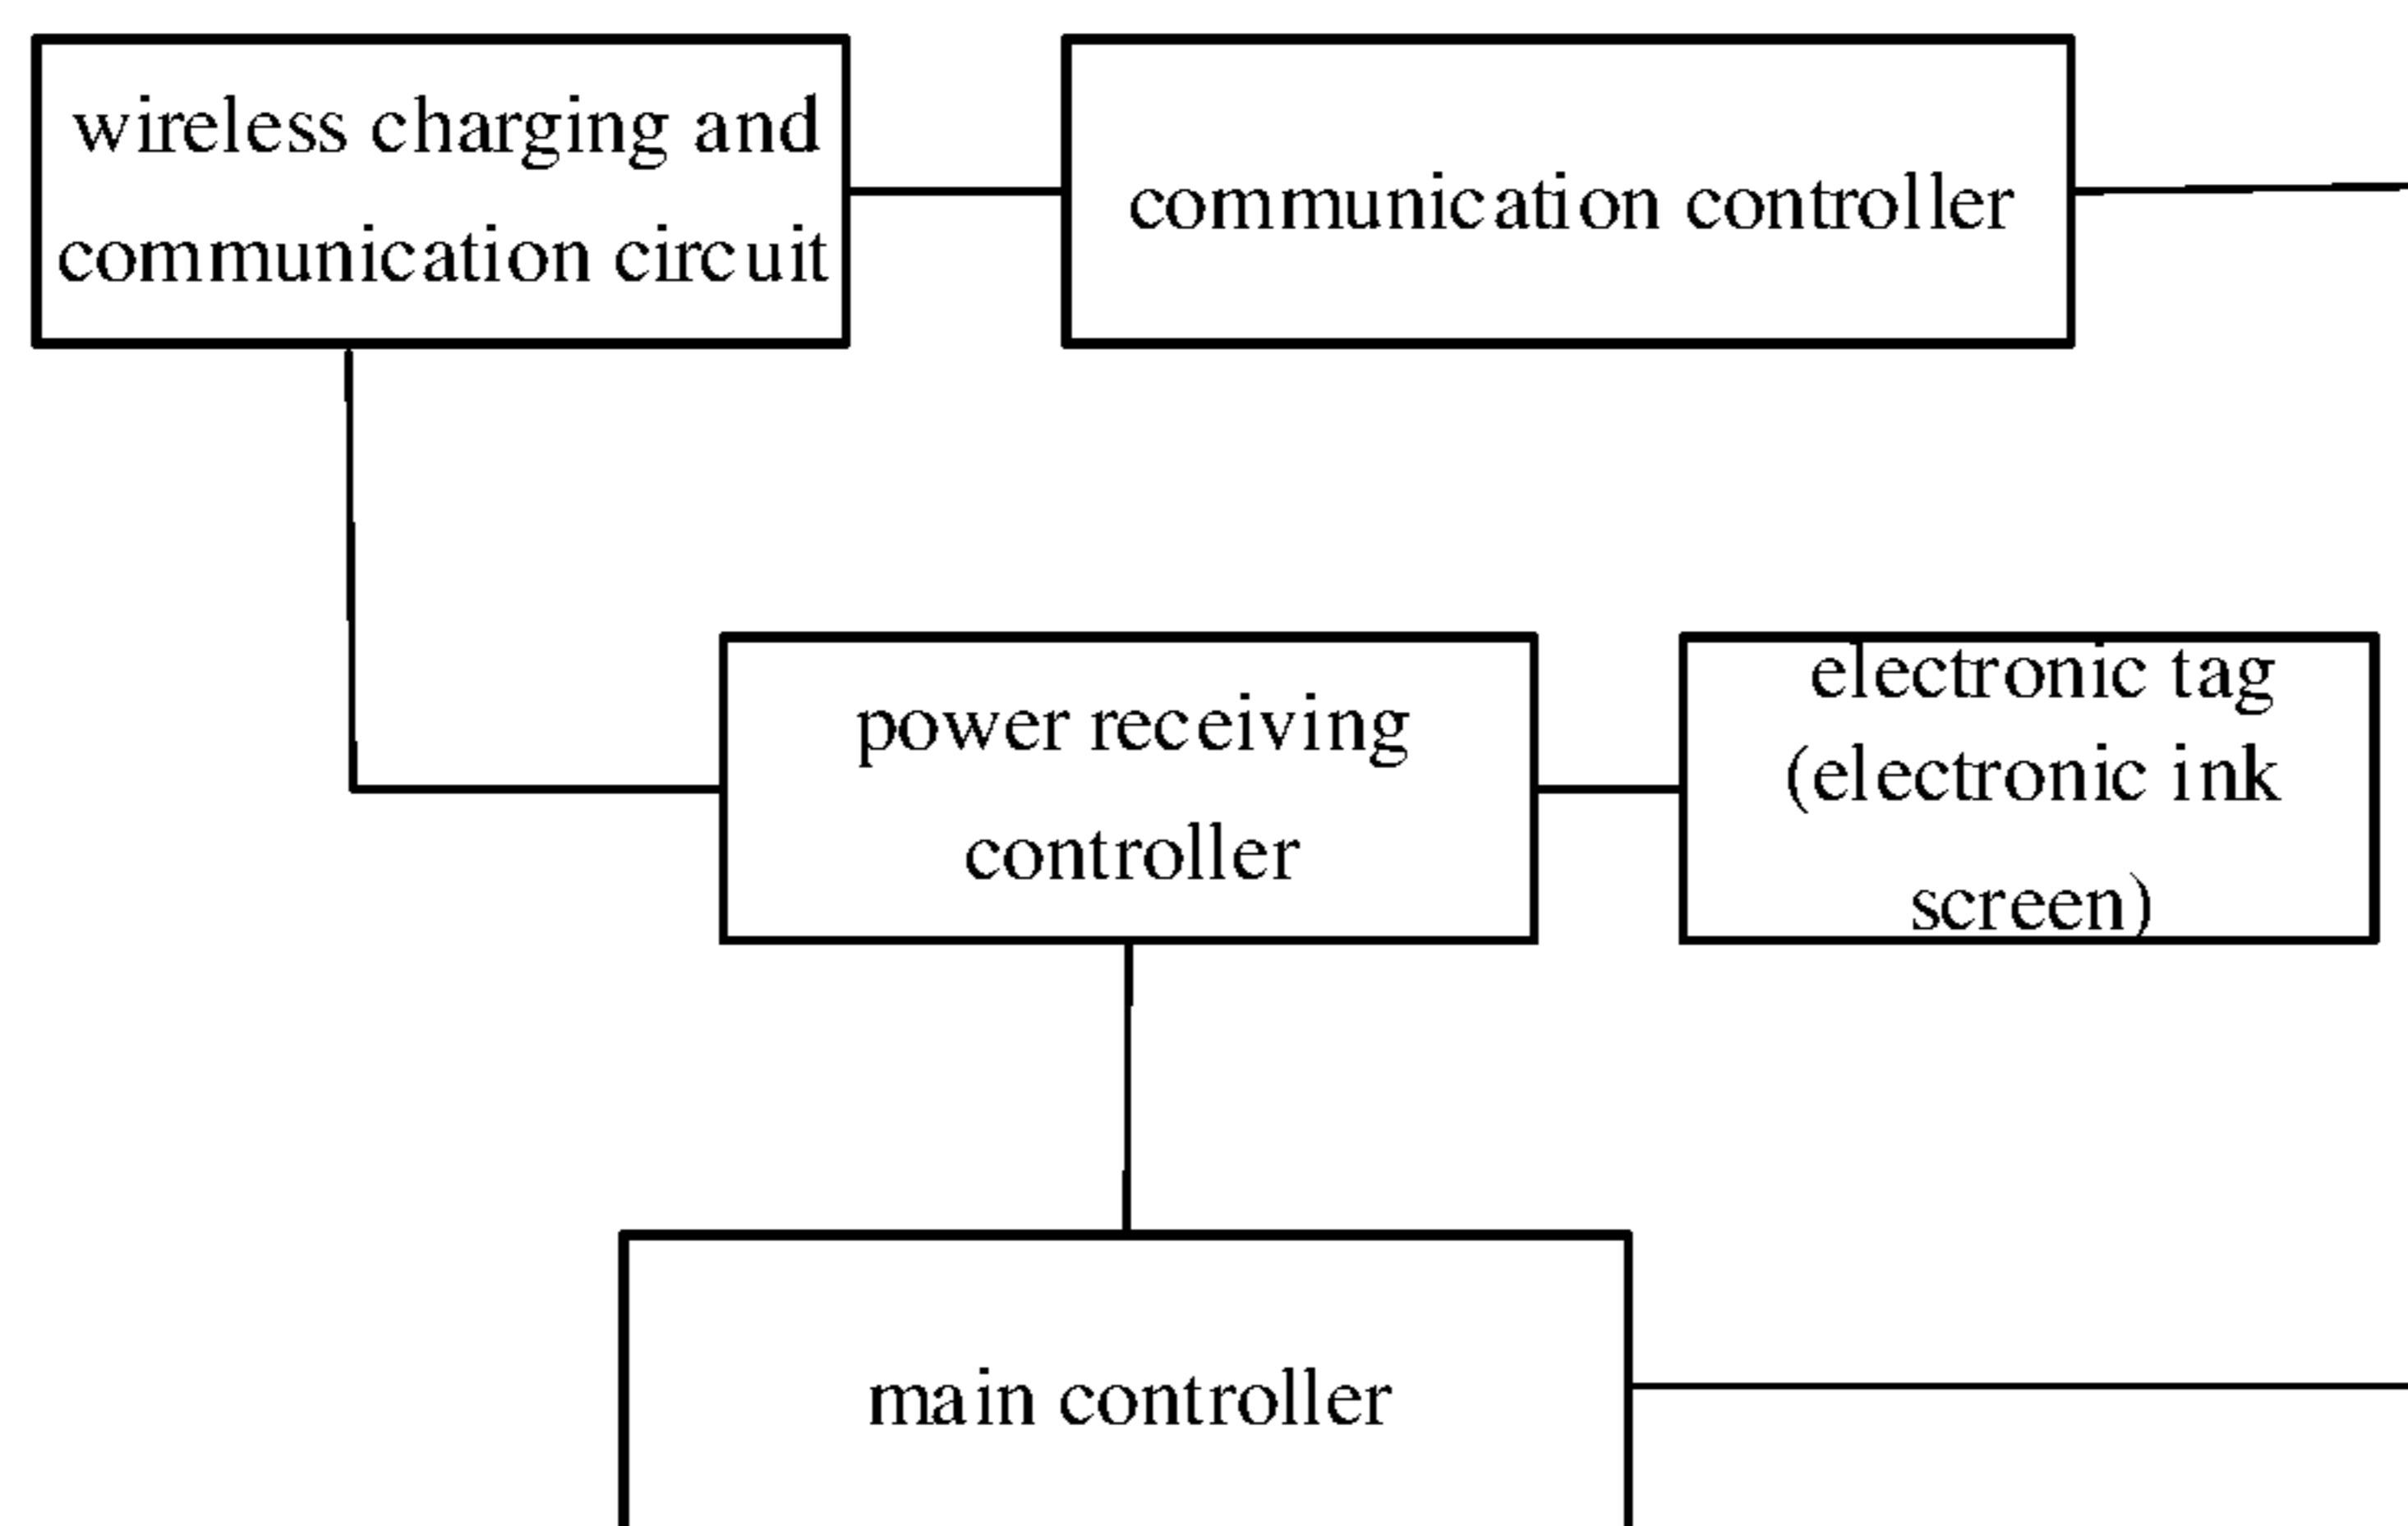 wireless charging and
communication circuit
communication controller
power receiving
controller
electronic tag
(electronic ink
screen)
main controller